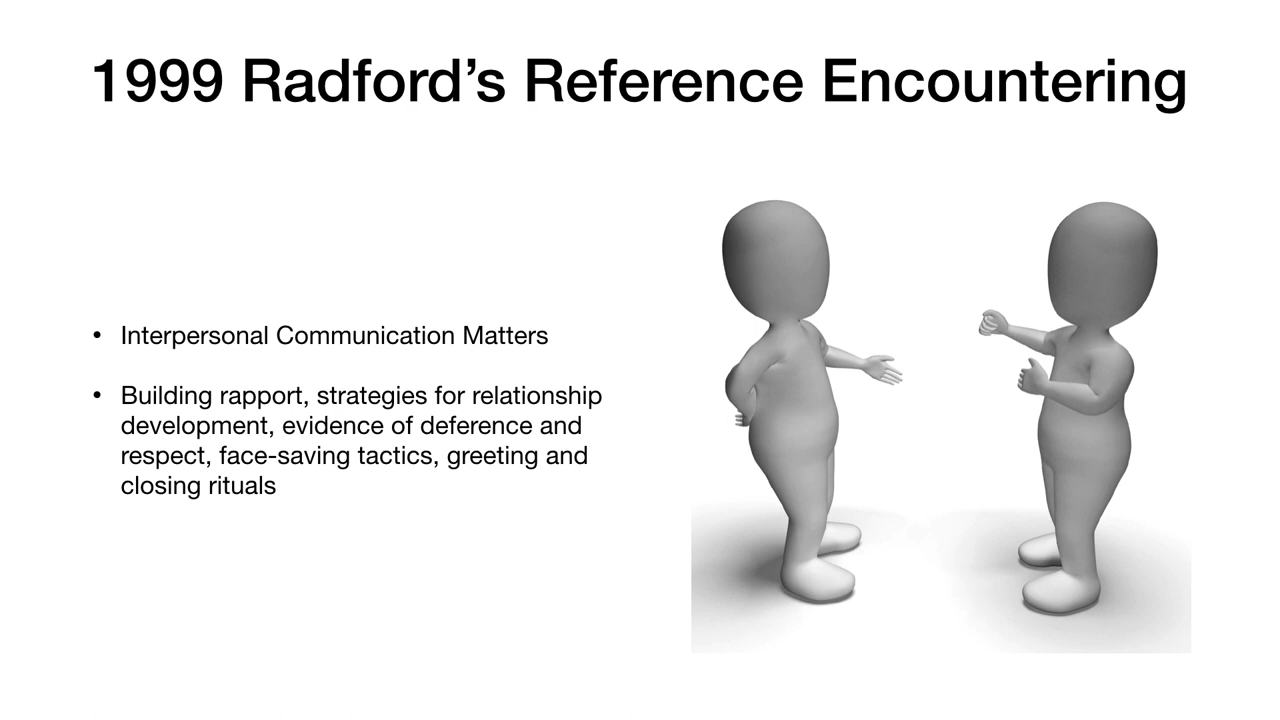 1999 Radford’s Reference Encountering
• Interpersonal Communication Matters
• Building rapport, strategies for relationship
development, evidence of deference and
respect, face-saving tactics, greeting and
closing rituals